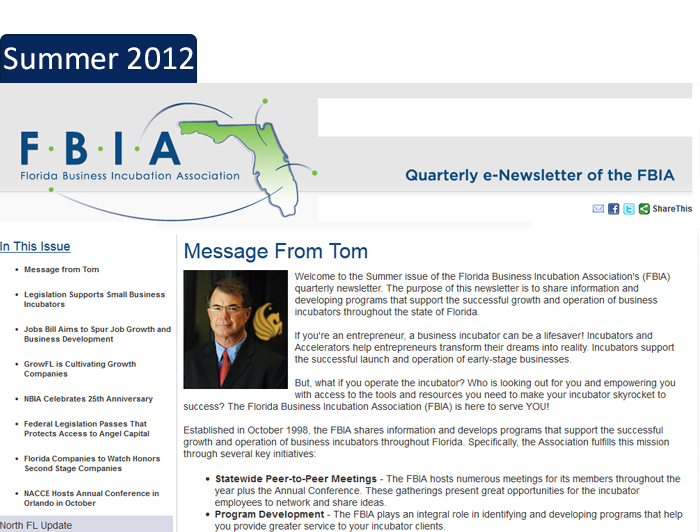 Summer 2012
F·B·I·A
Florida Business Incubation Association
Quarterly e-Newsletter of the FBIA
ShareThis
In This Issue
Message from Tom
Legislation Supports Small Business
Incubators
Jobs Bill Aims to Spur Job Growth and
Business Development
GrowFL is Cultivating Growth
Companies
NBIA Celebrates 25th Anniversary
Federal Legislation Passes That
Protects Access to Angel Capital
Florida Companies to Watch Honors
Second Stage Companies
NACCE Hosts Annual Conference in
Orlando in October
North FL Update
Message From Tom
Welcome to the Summer issue of the Florida Business Incubation Association's (FBIA)
quarterly newsletter. The purpose of this newsletter is to share information and
developing programs that support the successful growth and operation of business
incubators throughout the state of Florida.
If you're an entrepreneur, a business incubator can be a lifesaver! Incubators and
Accelerators help entrepreneurs transform their dreams into reality. Incubators support
the successful launch and operation of early-stage businesses.
But, what if you operate the incubator? Who is looking out for you and empowering you
with access to the tools and resources you need to make your incubator skyrocket to
success? The Florida Business Incubation Association (FBIA) is here to serve YOU!
Established in October 1998, the FBIA shares information and develops programs that support the successful
growth and operation of business incubators throughout Florida. Specifically, the Association fulfills this mission
through several key initiatives:
• Statewide Peer-to-Peer Meetings - The FBIA hosts numerous meetings for its members throughout the
year plus the Annual Conference. These gatherings present great opportunities for the incubator
employees to network and share ideas.
• Program Development - The FBIA plays an integral role in identifying and developing programs that help
you provide greater service to your incubator clients.